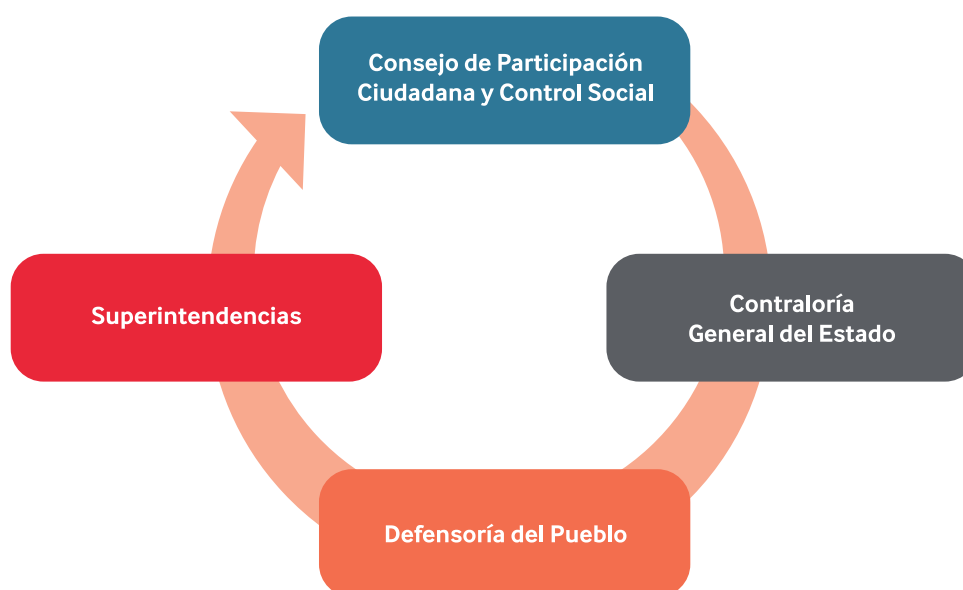 Consejo de Participación
Ciudadana y Control Social
Contraloría
General del Estado
Defensoría del Pueblo
Superintendencias